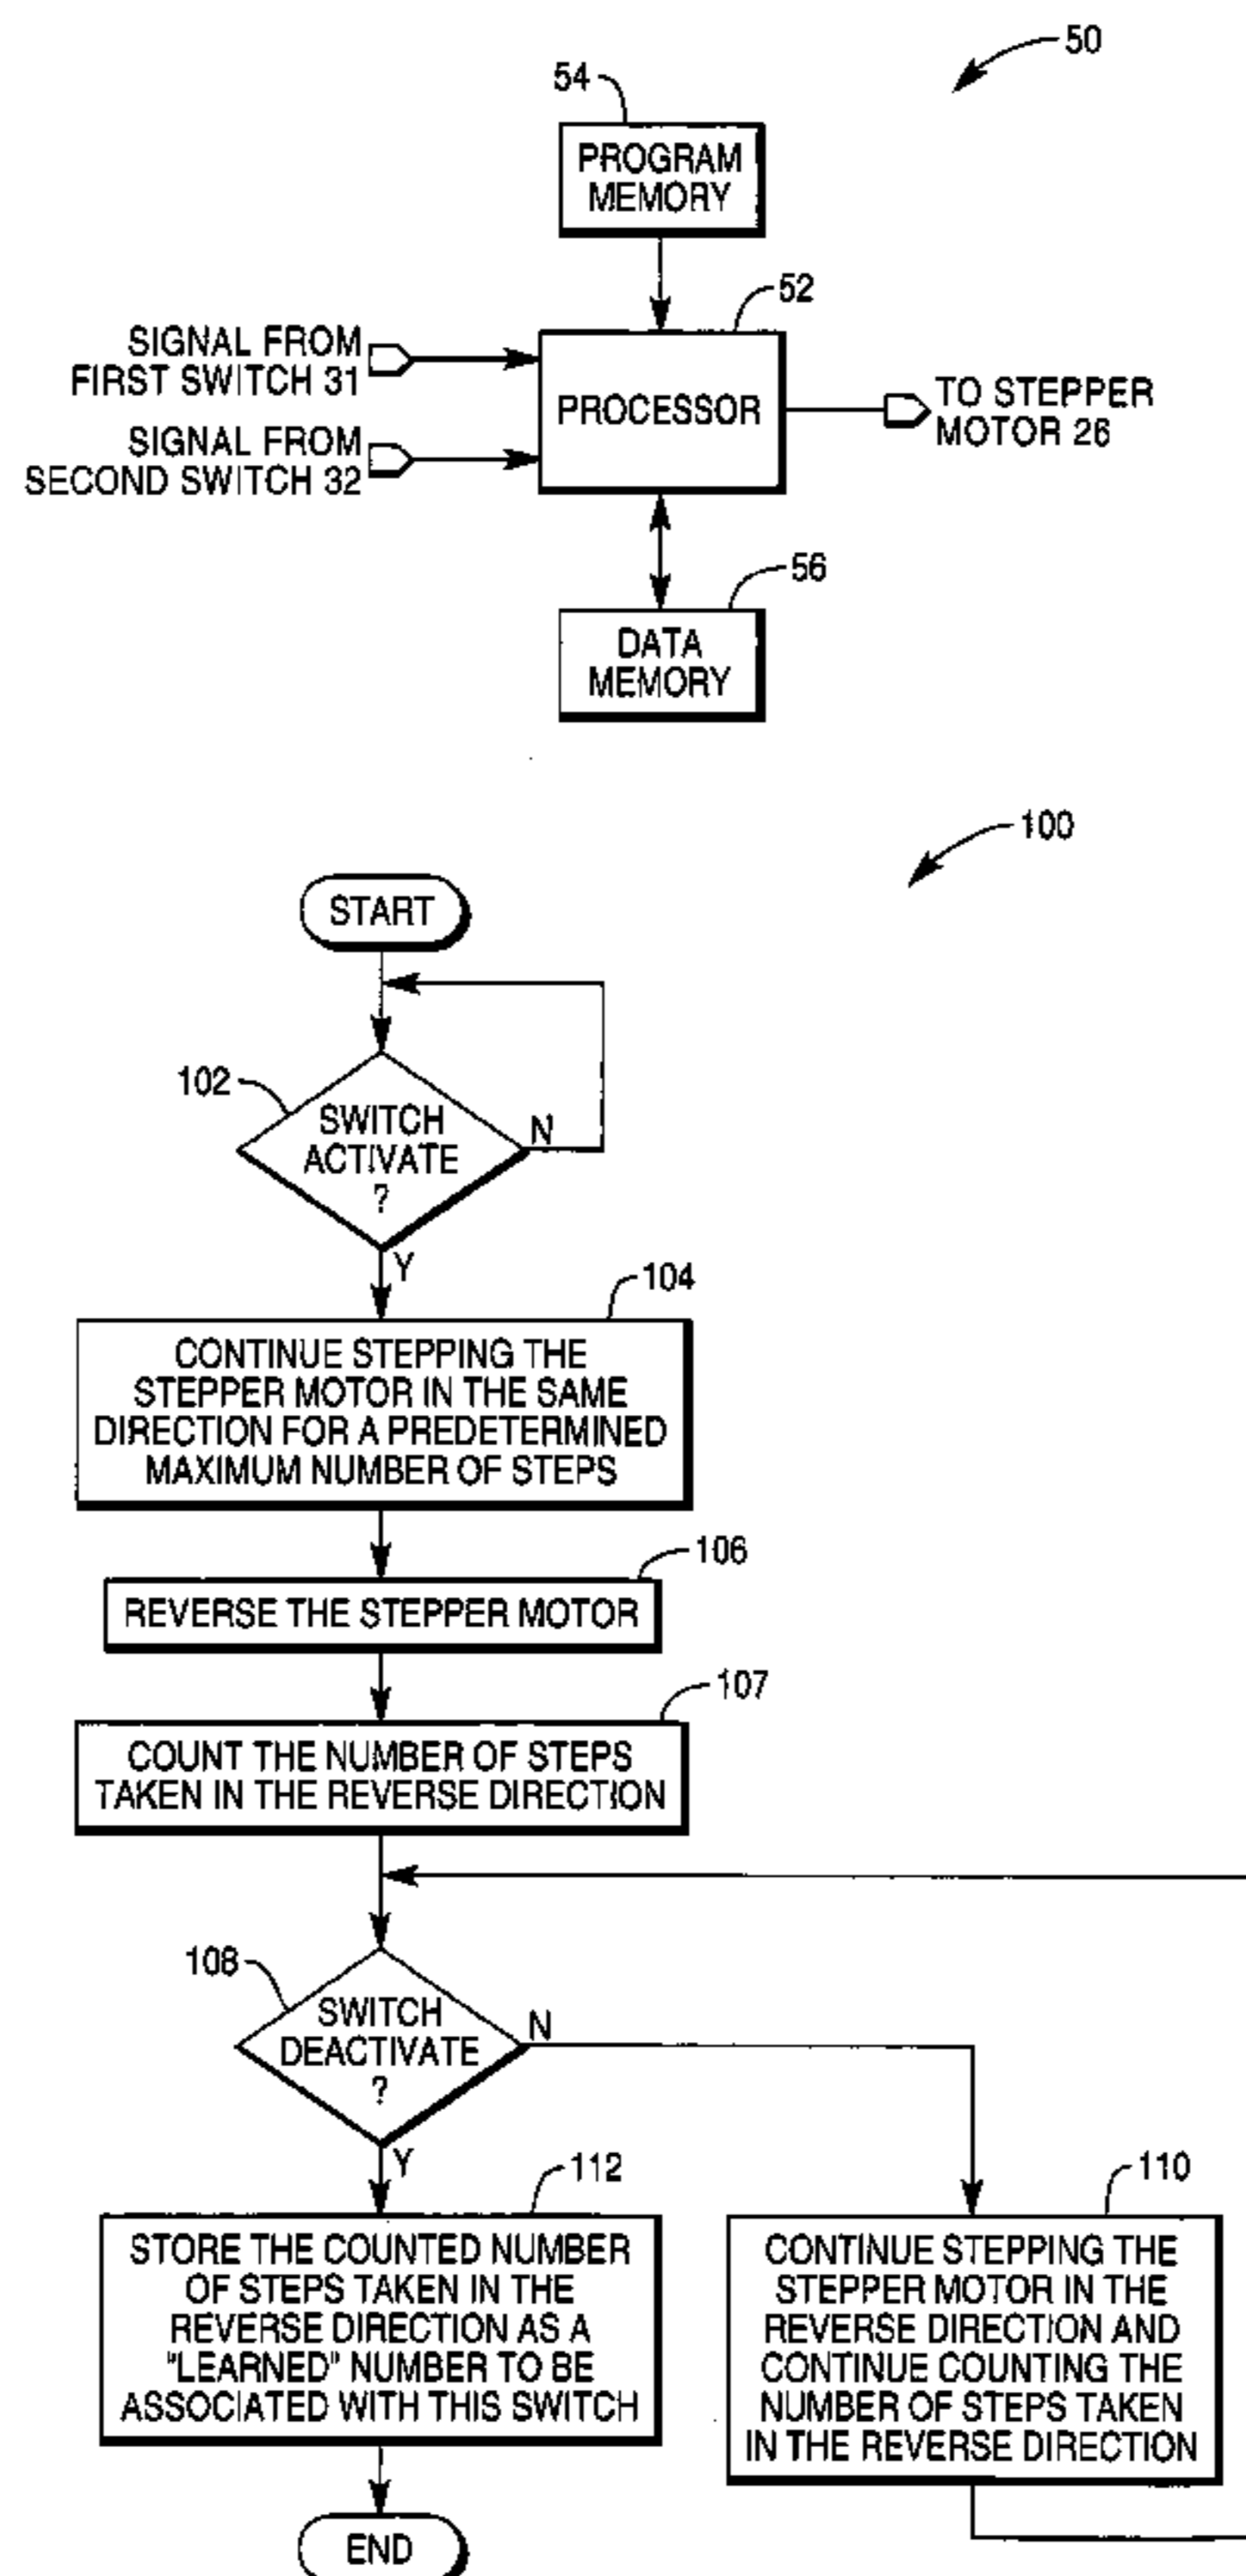 50
54
PROGRAM
MEMORY
52
SIGNAL FROM
FIRST SWITCH 31
PROCESSOR
TO STEPPER
MOTOR 26
SIGNAL FROM
SECOND SWITCH 32
56
DATA
MEMORY
100
START
102
SWITCH
ACTIVATE
?
N
Y
104
CONTINUE STEPPING THE
STEPPER MOTOR IN THE SAME
DIRECTION FOR A PREDETERMINED
MAXIMUM NUMBER OF STEPS
106
REVERSE THE STEPPER MOTOR
107
COUNT THE NUMBER OF STEPS
TAKEN IN THE REVERSE DIRECTION
108
SWITCH
DEACTIVATE
?
N
Y
112
STORE THE COUNTED NUMBER
OF STEPS TAKEN IN THE
REVERSE DIRECTION AS A
"LEARNED" NUMBER TO BE
ASSOCIATED WITH THIS SWITCH
110
CONTINUE STEPPING THE
STEPPER MOTOR IN THE
REVERSE DIRECTION AND
CONTINUE COUNTING THE
NUMBER OF STEPS TAKEN
IN THE REVERSE DIRECTION
END